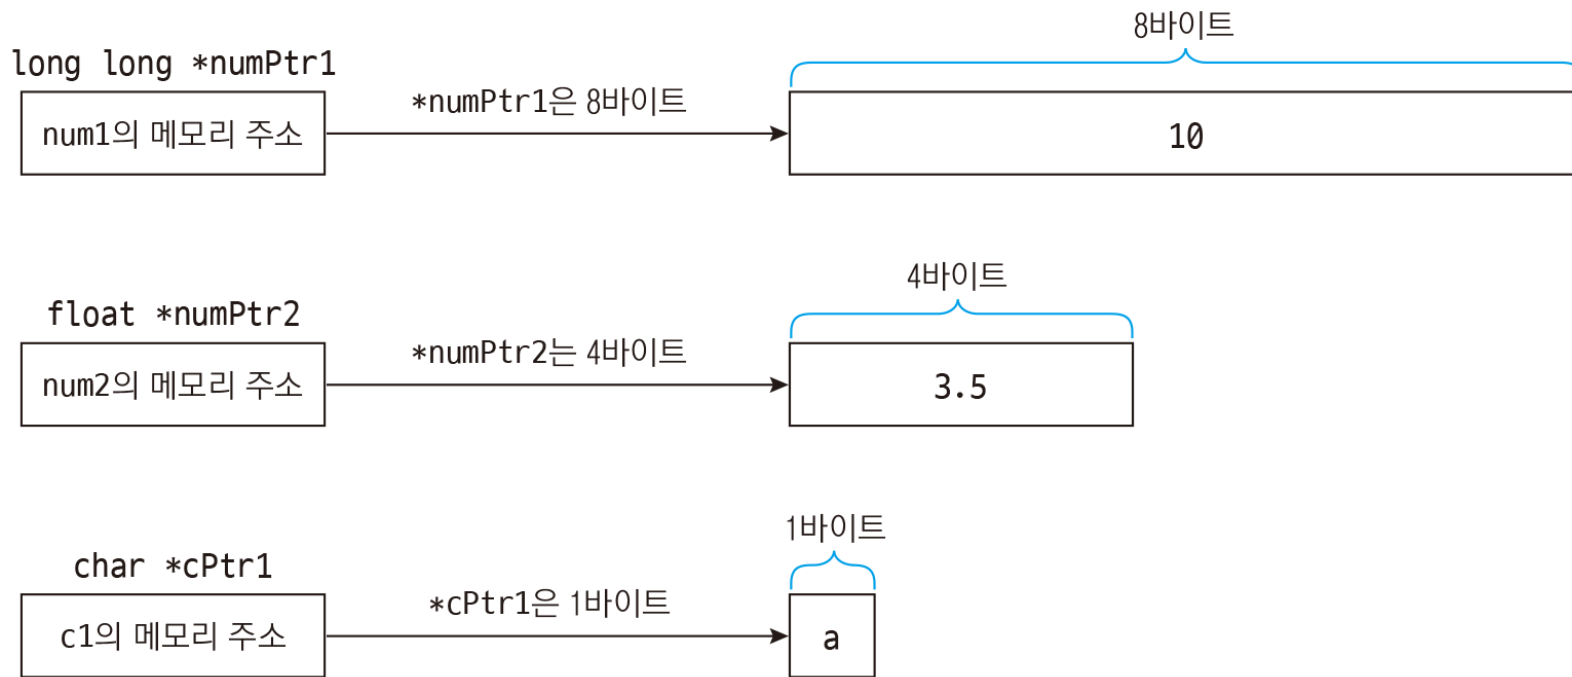 8바이트
long long *numPtr1
num1의 메모리 주소
*numPtr1은 8바이트
10
4바이트
float *numPtr2
num2의 메모리 주소
*numPtr2는 4바이트
3.5
1바이트
char *cPtr1
c1의 메모리 주소
*cPtr1은 1바이트
a